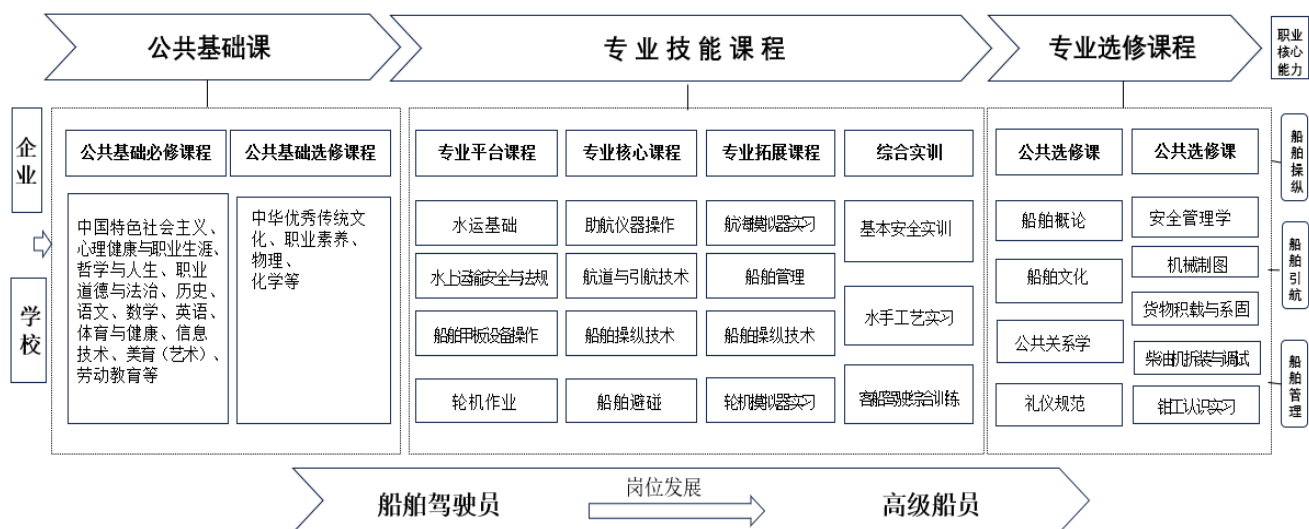 公共基础课
专业技能课程
专业选修课程
职业
核心
能力
企业
学校
公共基础必修课程
公共基础选修课程
专业平台课程
专业核心课程
专业拓展课程
综合实训
公共选修课
公共选修课
中国特色社会主义、
心理健康与职业生涯、
哲学与人生、职业
道德与法治、历史、
语文、数学、英语、
体育与健康、信息
技术、美育（艺术）、
劳动教育等
中华优秀传统文
化、职业素养、
物理、
化学等
水运基础
水上运输安全与法规
船舶甲板设备操作
轮机作业
助航仪器操作
航道与引航技术
船舶操纵技术
船舶避碰
航海模拟器实习
船舶管理
船舶操纵技术
轮机模拟器实习
基本安全实训
水手工艺实习
客船驾驶综合训练
船舶概论
船舶文化
公共关系学
礼仪规范
安全管理学
机械制图
货物积载与系固
柴油机拆装与调试
钳工认识实习
船舶操纵
船舶引航
船舶管理
船舶驾驶员
岗位发展
高级船员